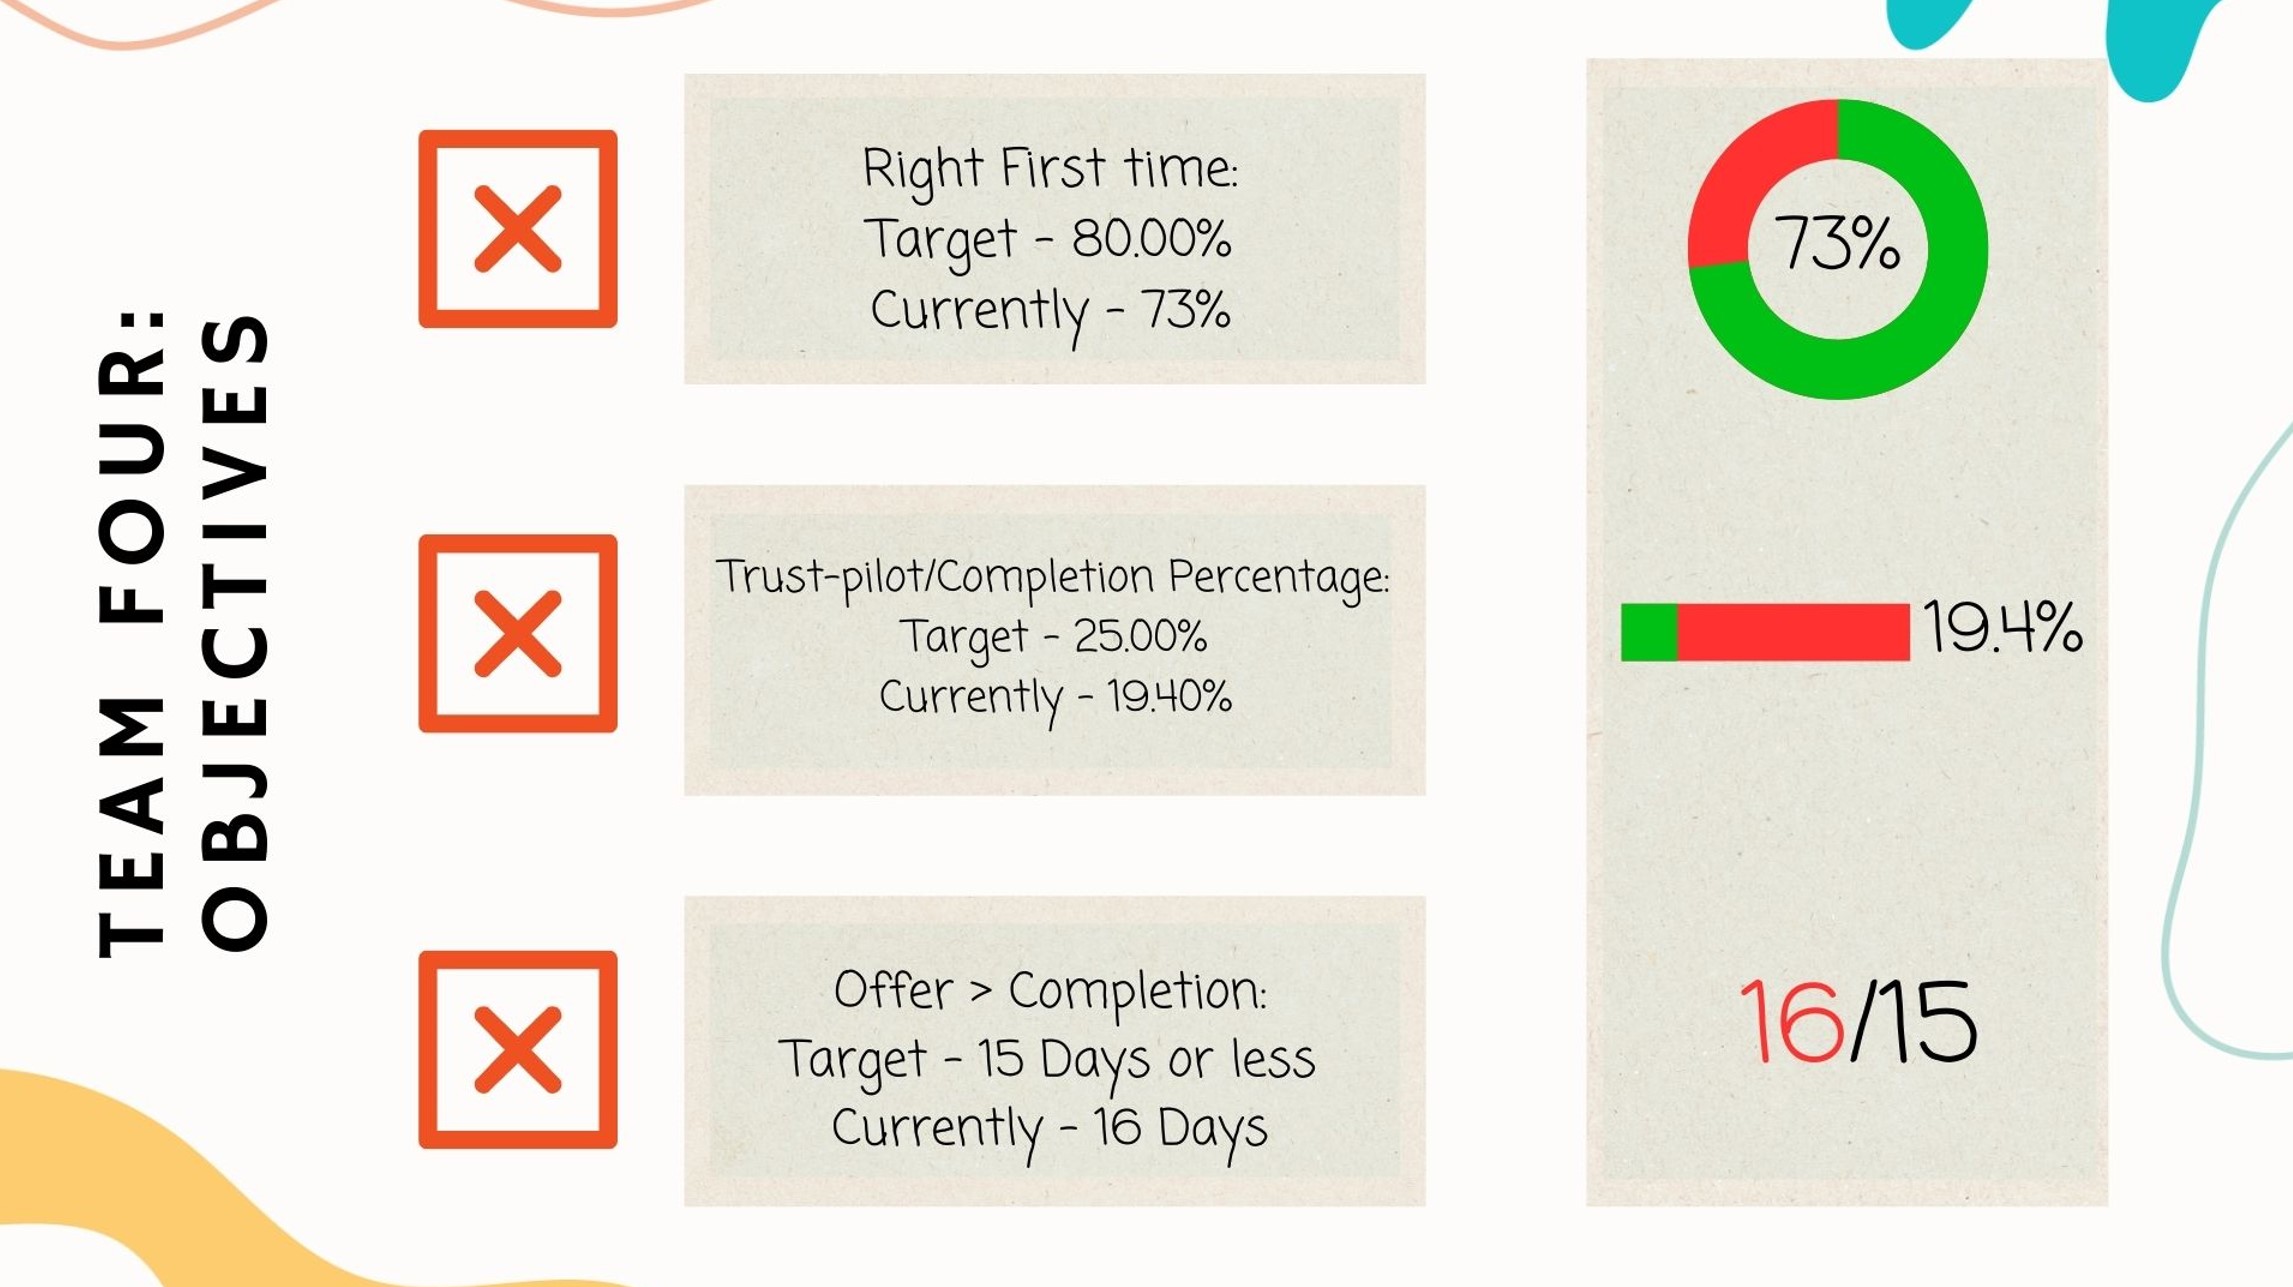 TEAM FOUR:
OBJECTIVES
Right First time:
Target - 80.00%
Currently - 73%
73%
Trust-pilot/Completion Percentage:
Target - 25.00%
Currently - 19.40%
19.4%
Offer > Completion:
Target - 15 Days or less
Currently - 16 Days
16/15